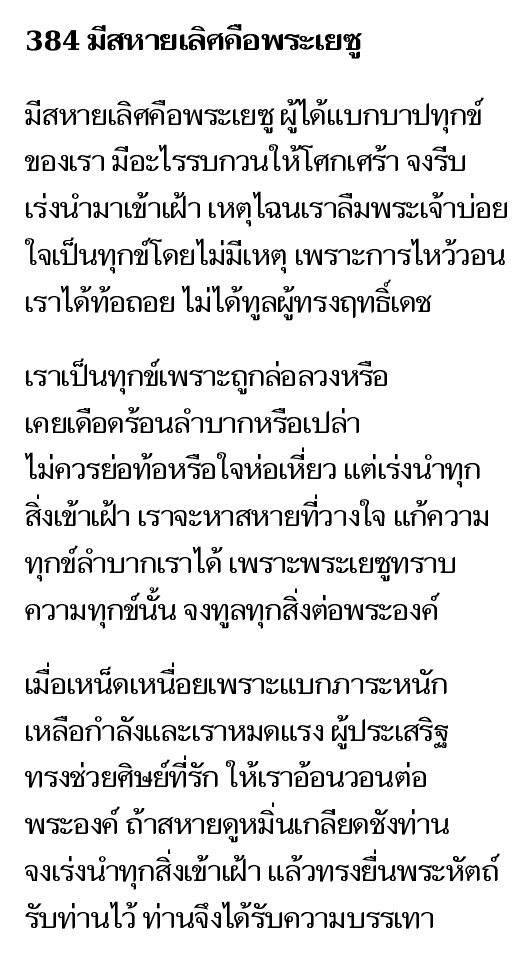 384 มีสหายเลิศคือพระเยซู
มีสหายเลิศคือพระเยซู ผู้ได้แบกบาปทุกข์
ของเรา มีอะไรรบกวนให้โศกเศร้า จงรีบ
เร่งนำมาเข้าเฝ้า เหตุไฉนเราลืมพระเจ้าบ่อย
ใจเป็นทุกข์โดยไม่มีเหตุ เพราะการไหว้วอน
เราได้ท้อถอย ไม่ได้ทูลผู้ทรงฤทธิ์เดช
เราเป็นทุกข์เพราะถูกล่อลวงหรือ
เคยเดือดร้อนลำบากหรือเปล่า
ไม่ควรย่อท้อหรือใจห่อเหี่ยว แต่เร่งนำทุก
สิ่งเข้าเฝ้า เราจะหาสหายที่วางใจ แก้ความ
ทุกข์ลำบากเราได้ เพราะพระเยซูทราบ
ความทุกข์นั้น จงทูลทุกสิ่งต่อพระองค์
เมื่อเหน็ดเหนื่อยเพราะแบกภาระหนัก
เหลือกำลังและเราหมดแรง ผู้ประเสริฐ
ทรงช่วยศิษย์ที่รัก ให้เราอ้อนวอนต่อ
พระองค์ ถ้าสหายดูหมิ่นเกลียดชังท่าน
จงเร่งนำทุกสิ่งเข้าเฝ้า แล้วทรงยื่นพระหัตถ์
รับท่านไว้ ท่านจึงได้รับความบรรเทา